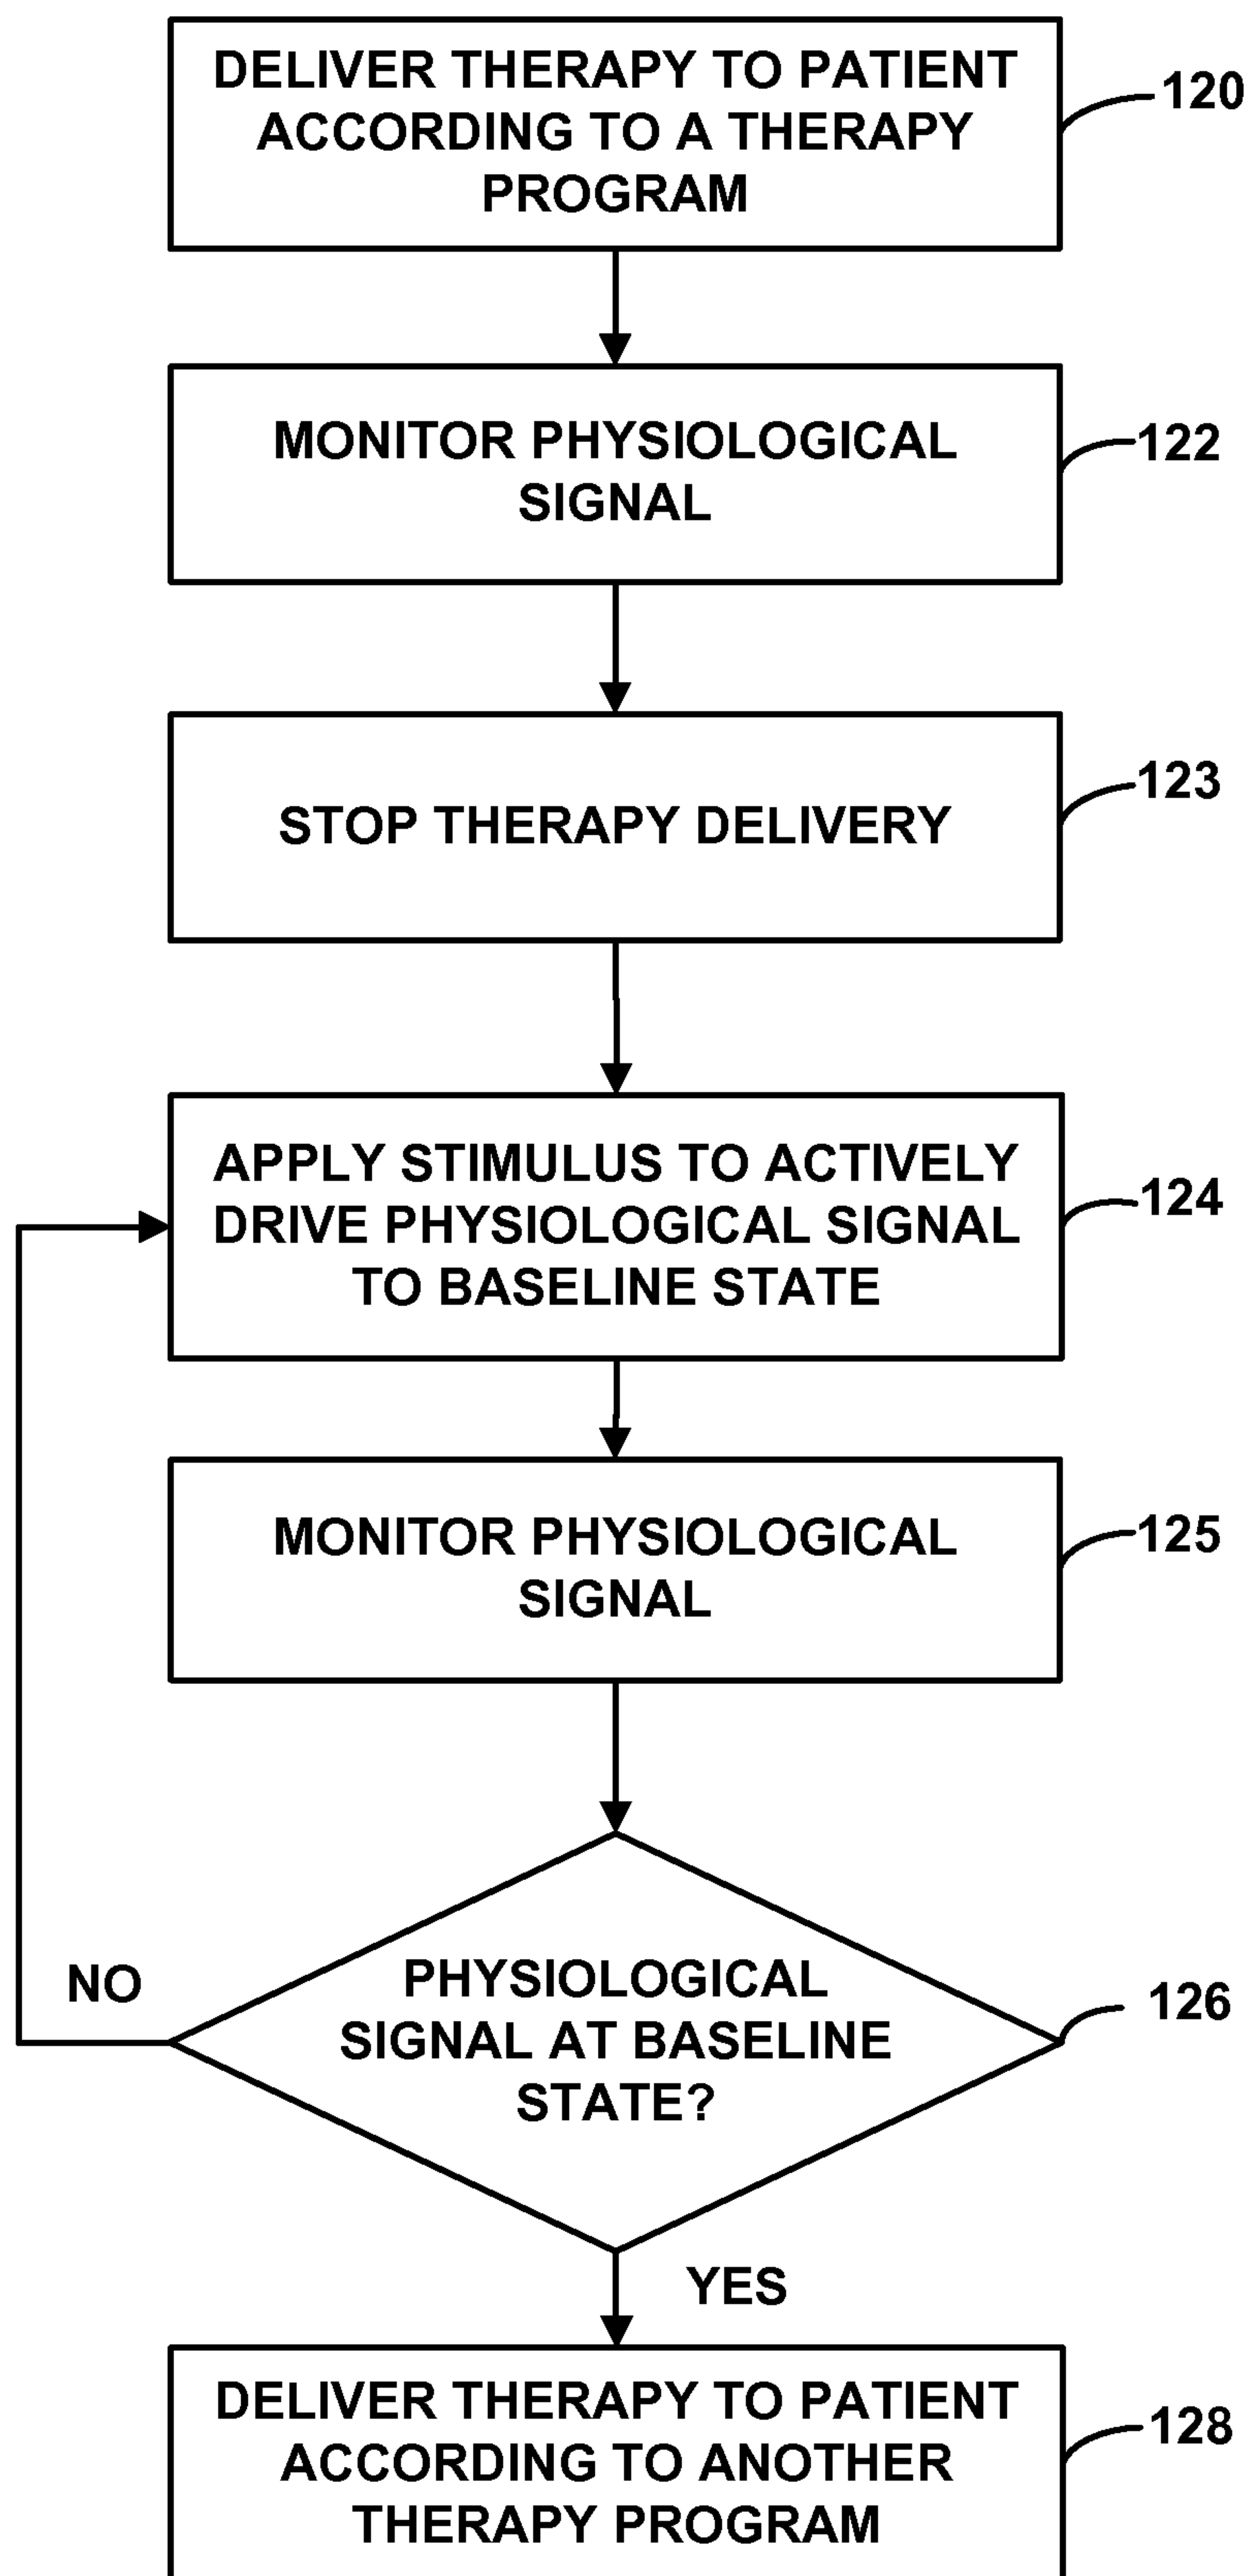 DELIVER THERAPY TO PATIENT
ACCORDING TO A THERAPY
PROGRAM
120
MONITOR PHYSIOLOGICAL
SIGNAL
122
STOP THERAPY DELIVERY
123
APPLY STIMULUS TO ACTIVELY
DRIVE PHYSIOLOGICAL SIGNAL
TO BASELINE STATE
124
MONITOR PHYSIOLOGICAL
SIGNAL
125
PHYSIOLOGICAL
SIGNAL AT BASELINE
STATE?
126
NO
YES
DELIVER THERAPY TO PATIENT
ACCORDING TO ANOTHER
THERAPY PROGRAM
128